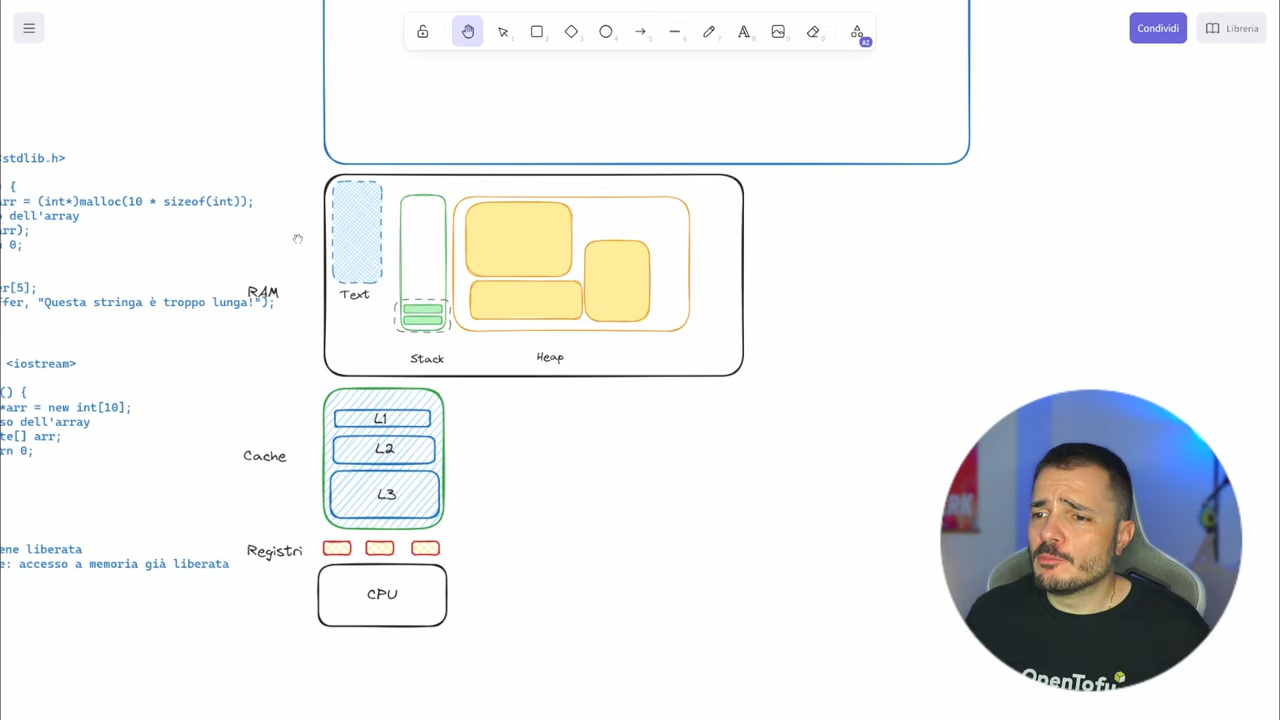 Condividi
Libreria
AI
stdlib.h>
) {
arr = (int*)malloc(10 * sizeof(int));
dell'array
arr);
0;
er[5];
ffer, "Questa stringa è troppo lunga!");
RAM
Text
Stack
Heap
<iostream>
() {
*arr = new int[10];
so dell'array
te[] arr;
rn 0;
L1
L2
L3
Cache
ene liberata
e: accesso a memoria già liberata
Registri
CPU
OpenTofu